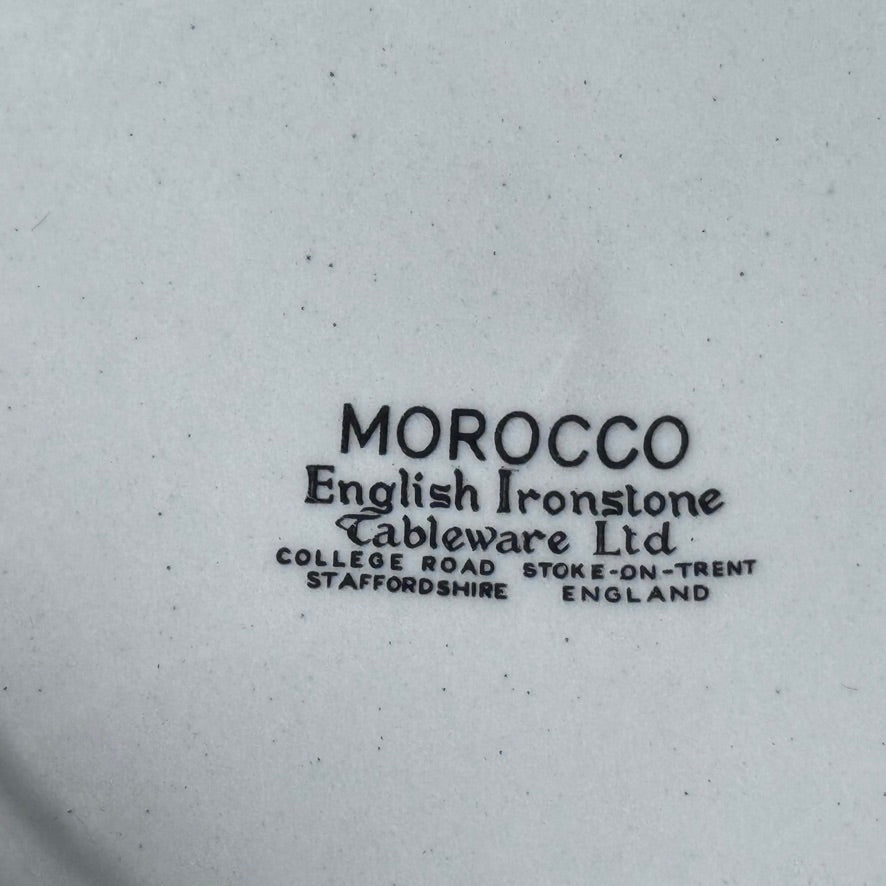 MOROCCO
English Ironstone
Tableware Ltd
COLLEGE ROAD STOKE-ON-TRENT
STAFFORDSHIRE ENGLAND